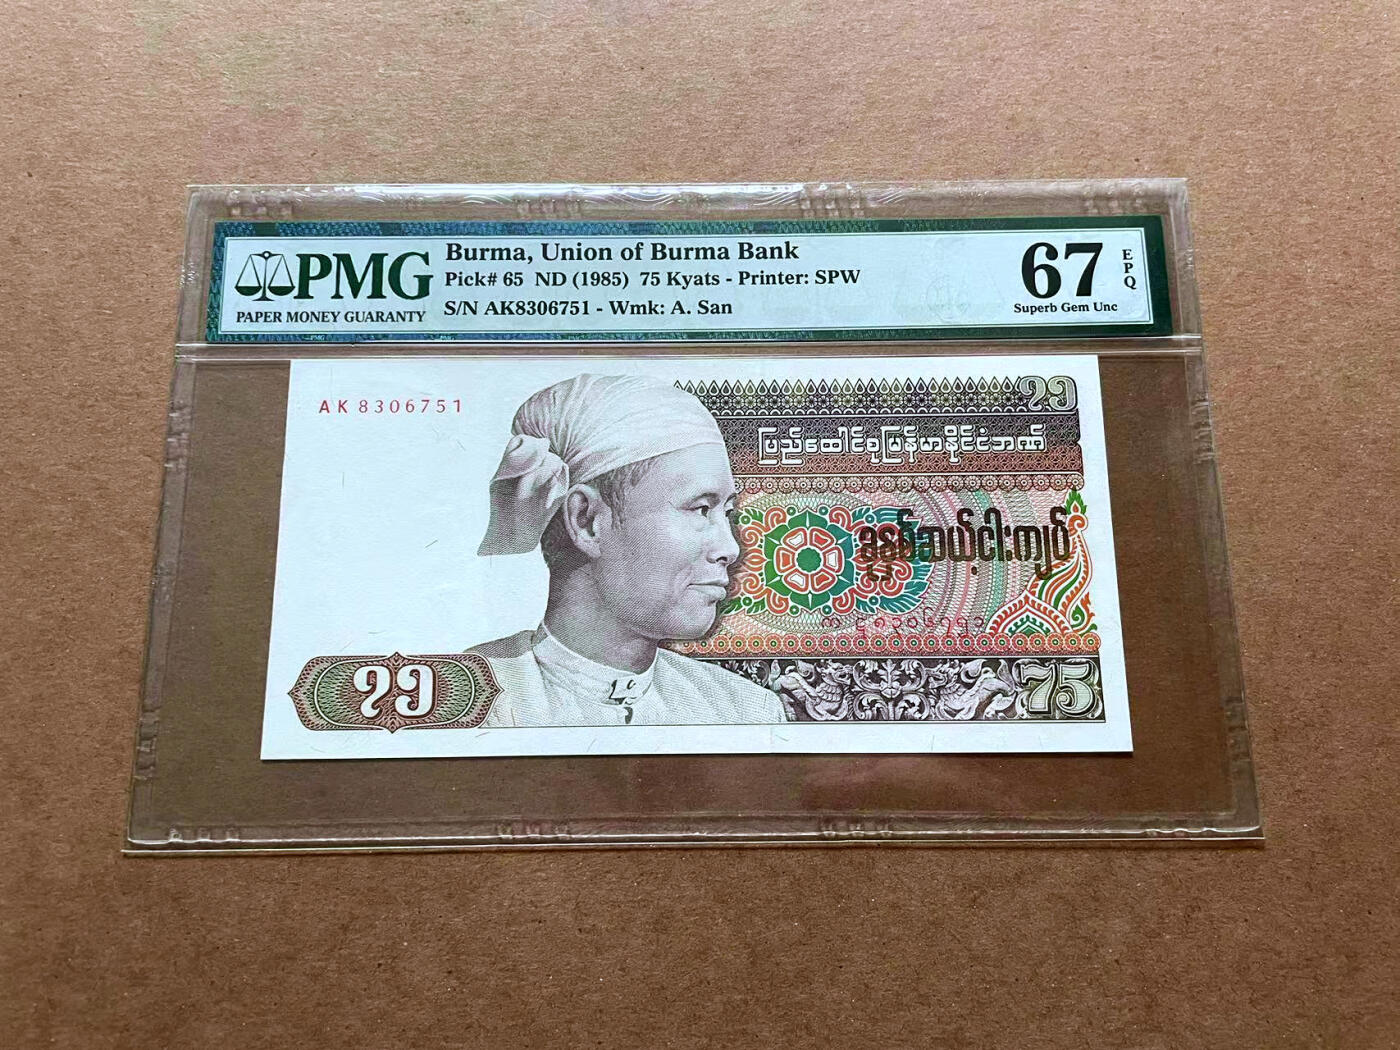 PMG
PAPER MONEY GUARANTY
Burma, Union of Burma Bank
Pick# 65 ND (1985) 75 Kyats - Printer: SPW
S/N AK8306751 - Wmk: A. San
67
EPQ
Superb Gem Unc
AK 8306751
၇၅
ပြည်ထောင်စုမြန်မာနိုင်ငံဘဏ်
ခုနှစ်ဆယ့်ငါးကျပ်
၇၅
75